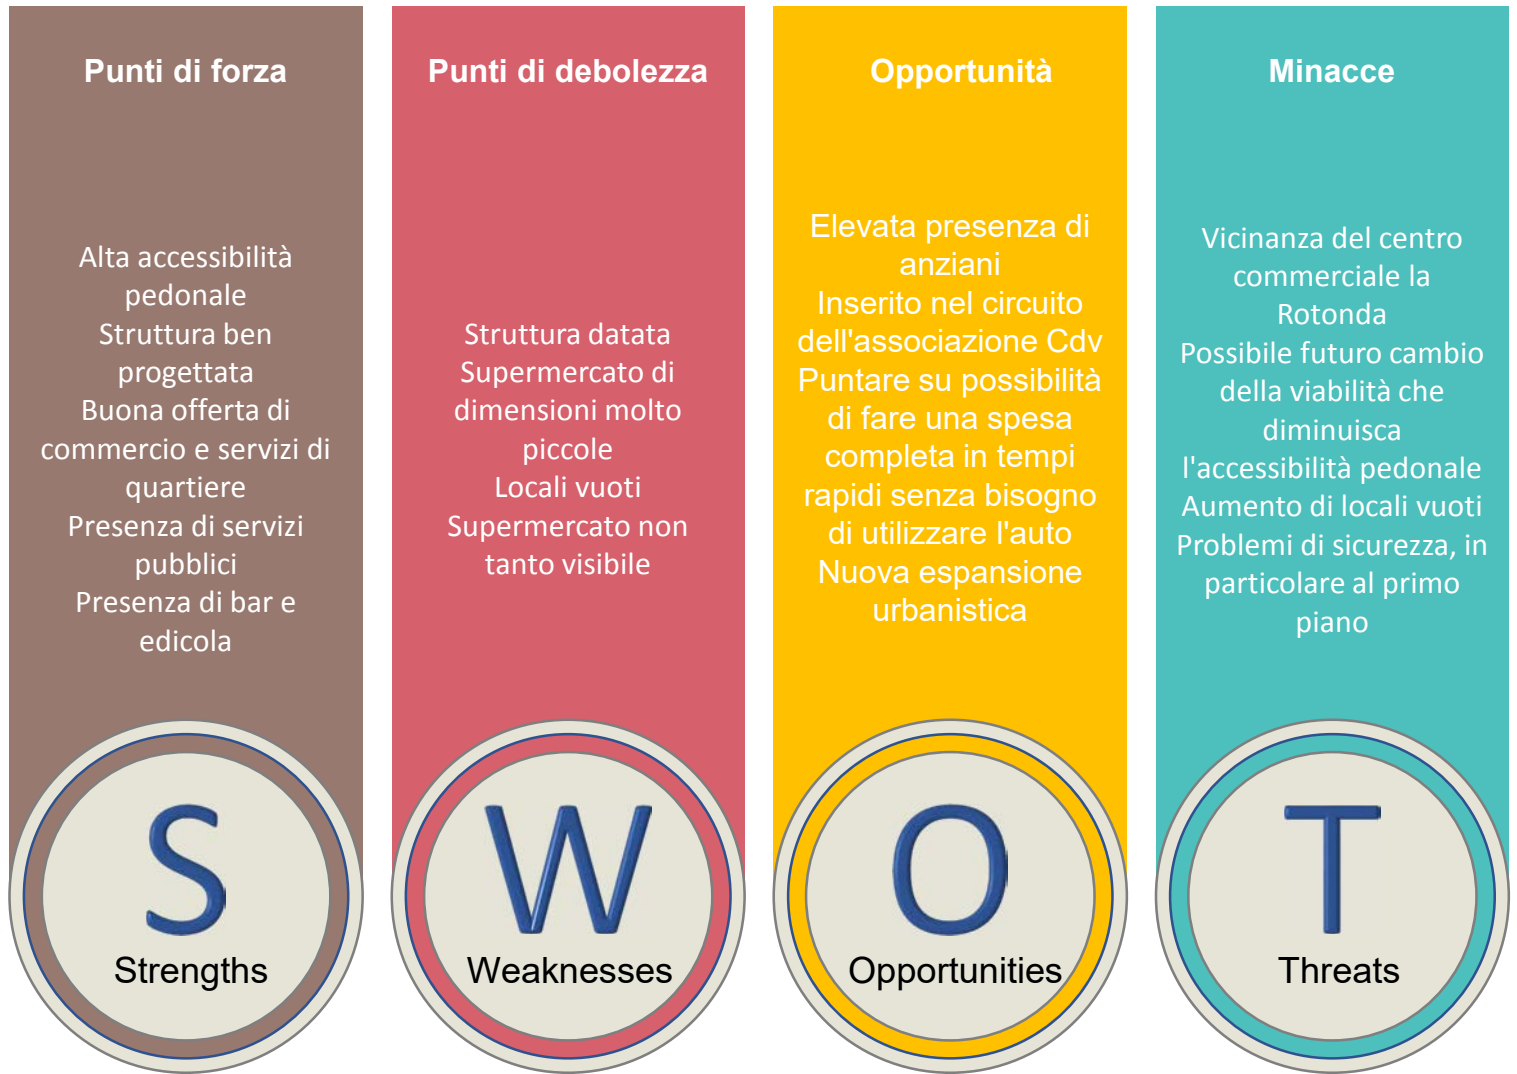 Punti di forza
Alta accessibilità
pedonale
Struttura ben
progettata
Buona offerta di
commercio e servizi di
quartiere
Presenza di servizi
pubblici
Presenza di bar e
edicola
S
Strengths
Punti di debolezza
Struttura datata
Supermercato di
dimensioni molto
piccole
Locali vuoti
Supermercato non
tanto visibile
W
Weaknesses
Opportunità
Elevata presenza di
anziani
Inserito nel circuito
dell'associazione Cdv
Puntare su possibilità
di fare una spesa
completa in tempi
rapidi senza bisogno
di utilizzare l'auto
Nuova espansione
urbanistica
O
Opportunities
Minacce
Vicinanza del centro
commerciale la
Rotonda
Possibile futuro cambio
della viabilità che
diminuisca
l'accessibilità pedonale
Aumento di locali vuoti
Problemi di sicurezza, in
particolare al primo
piano
T
Threats